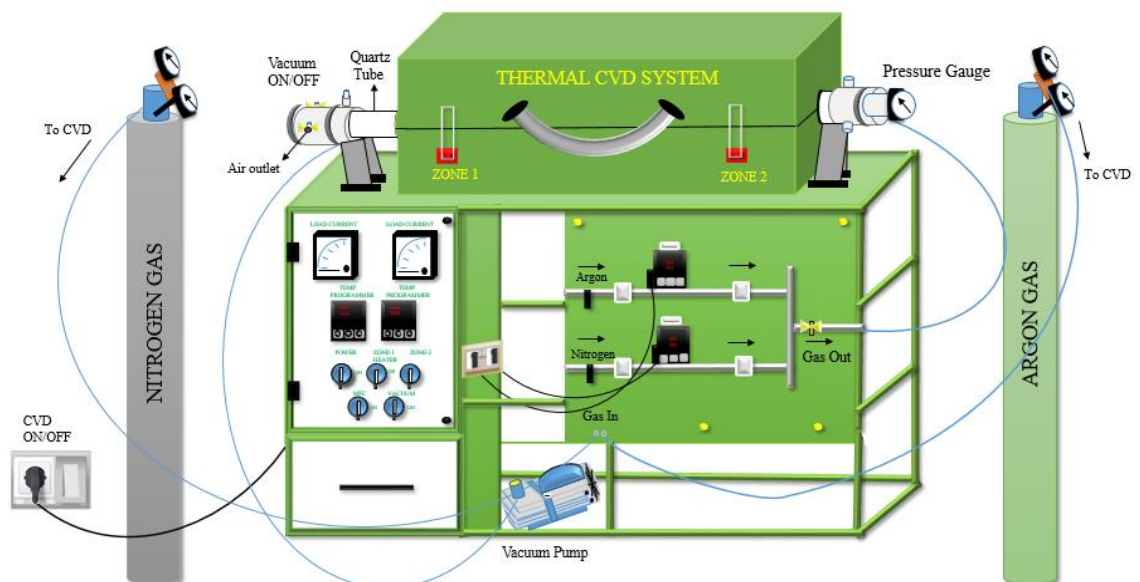 Vacuum
ON/OFF
Quartz
Tube
THERMAL CVD SYSTEM
Pressure Gauge
To CVD
Air outlet
ZONE 1
ZONE 2
To CVD
NITROGEN GAS
LOAD CURRENT
LOAD CURRENT
TEMP
PROGRAMMER
TEMP
PROGRAMMER
POWER
ZONE-1
HEATER
ZONE-2
MFC
VACUUM
Argon
Nitrogen
Gas Out
Gas In
ARGON GAS
CVD
ON/OFF
Vacuum Pump